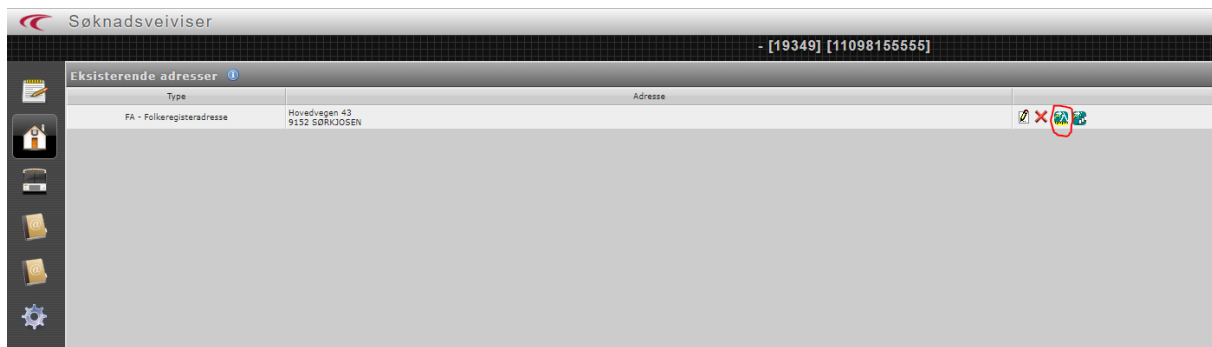 Søknadsveiviser
- [19349] [11098155555]
Eksisterende adresser
Type
Adresse
FA - Folkeregisteradresse
Hovedvegen 43
9152 SØRKJOSEN